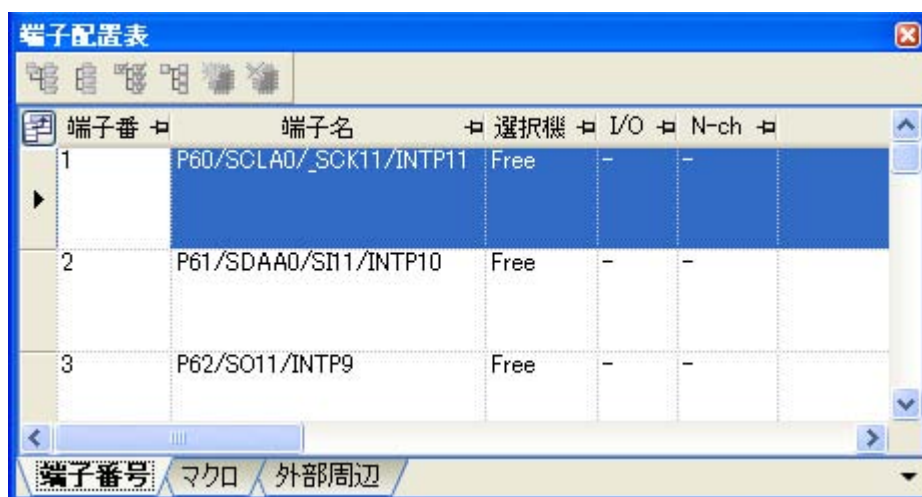 端子配置表
端子番 端子名 選択機 I/O N-ch
1 P60/SCLA0/_SCK11/INTP11 Free - -
2 P61/SDAA0/SI11/INTP10 Free - -
3 P62/SO11/INTP9 Free - -
端子番号 マクロ 外部周辺